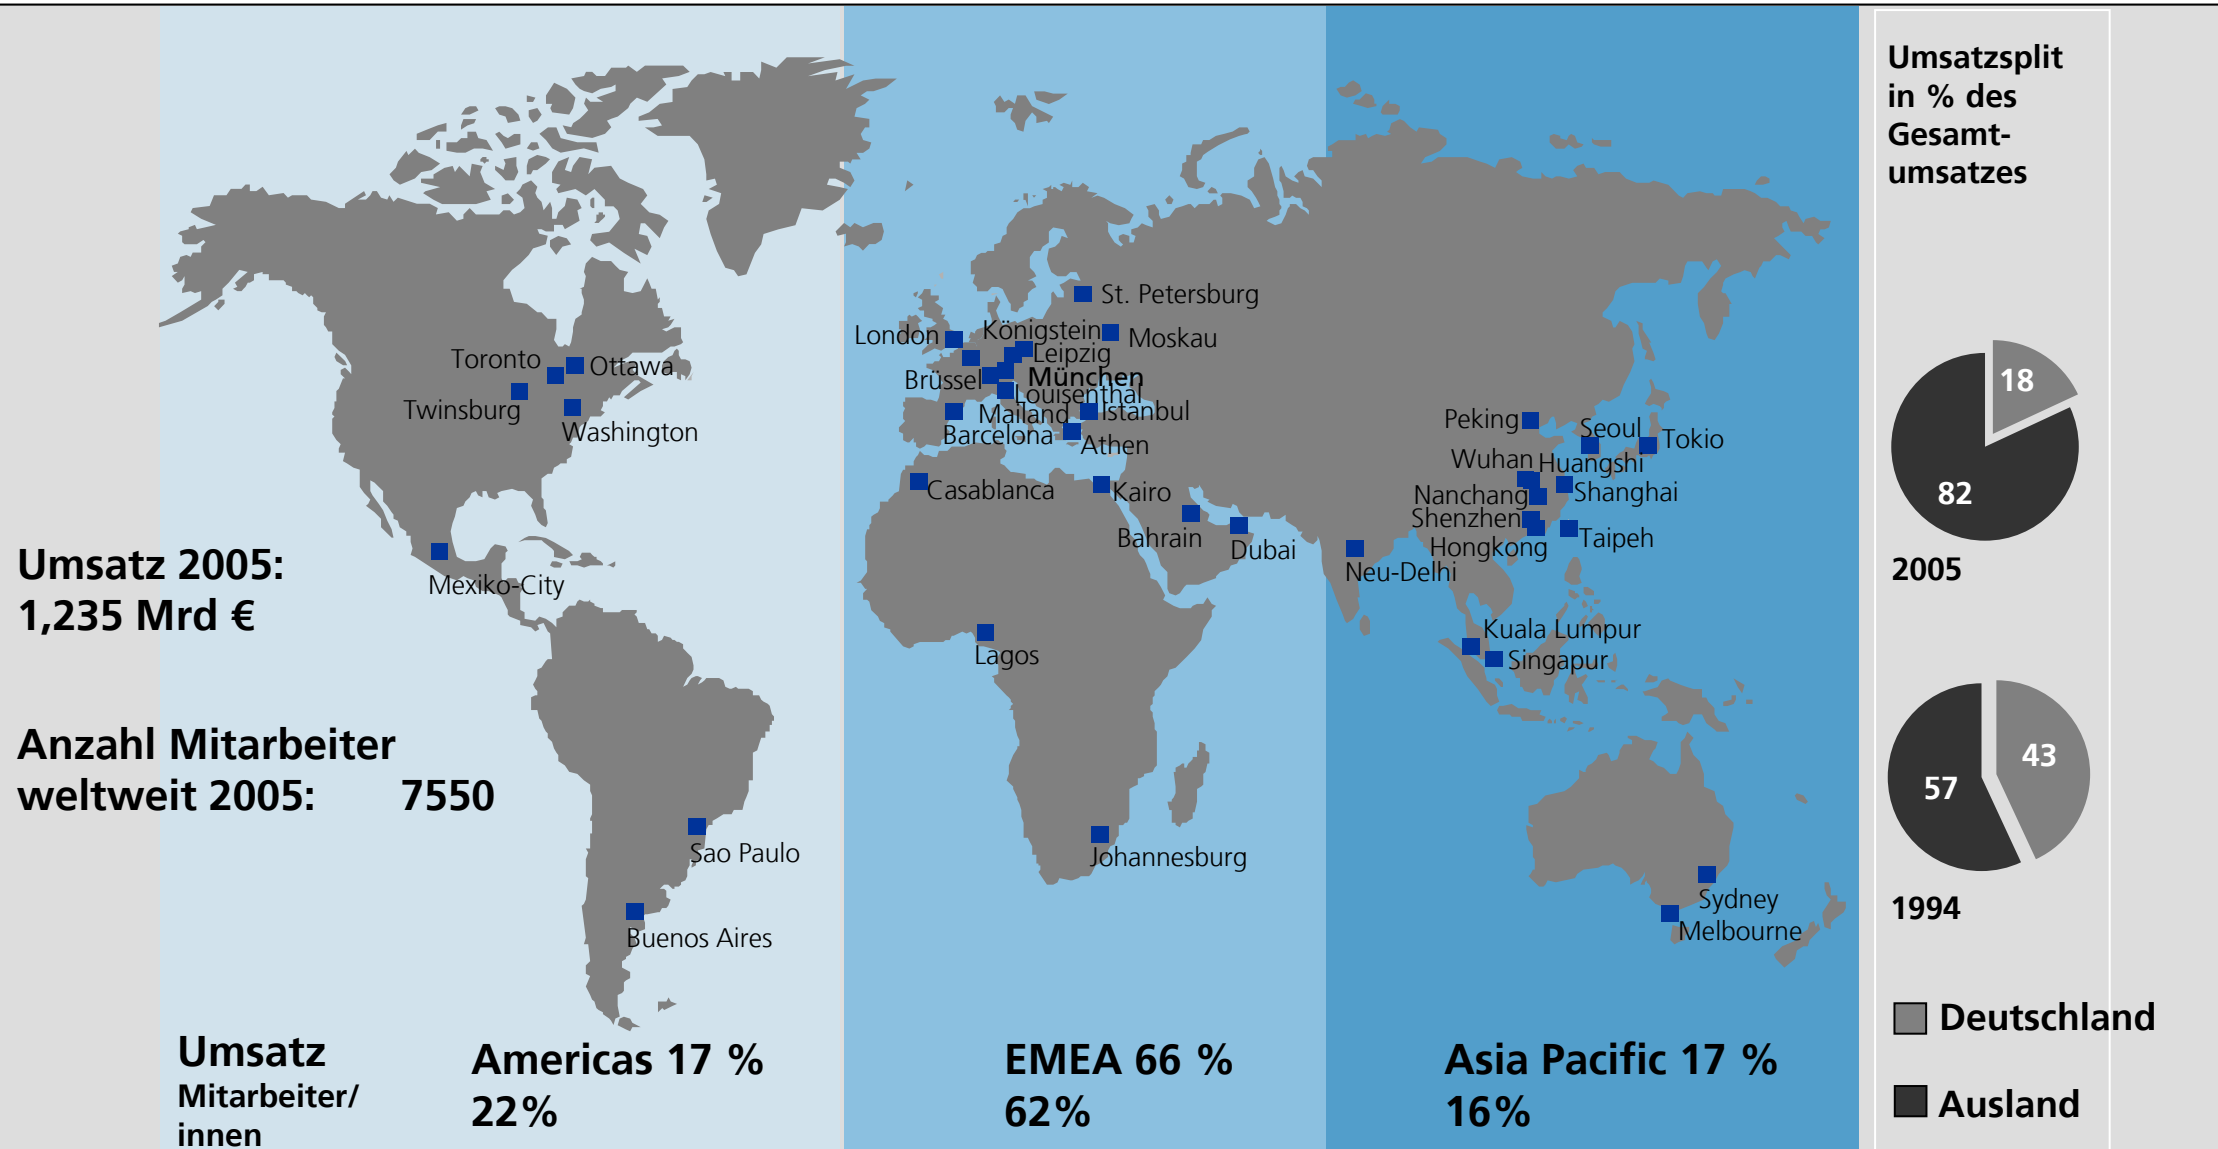 Umsatzsplit
in % des
Gesamt-
umsatzes
St. Petersburg
London
Königstein
Moskau
Leipzig
Toronto
Ottawa
Brüssel
München
Louisenthal
Twinsburg
Mailand
Istanbul
Washington
Barcelona
Athen
Peking
Seoul
Tokio
Wuhan
Huangshi
Casablanca
Kairo
Nanchang
Shanghai
Shenzhen
Bahrain
Dubai
Hongkong
Taipeh
Neu-Delhi
Mexiko-City
Kuala Lumpur
Singapur
Lagos
Sao Paulo
Johannesburg
Buenos Aires
Sydney
Melbourne
Umsatz 2005:
1,235 Mrd €
Anzahl Mitarbeiter
weltweit 2005: 7550
18
82
2005
43
57
1994
Deutschland
Ausland
Umsatz Americas 17 % EMEA 66 % Asia Pacific 17 %
Mitarbeiter/ 22% 62% 16%
innen